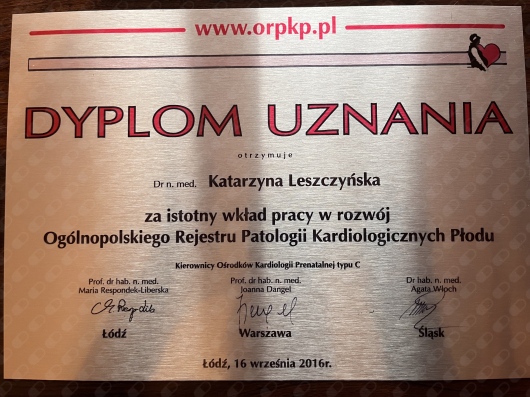 www.orpkp.pl
DYPLOM UZNANIA
otrzymuje
Dr n. med. Katarzyna Leszczyńska
za istotny wkład pracy w rozwój
Ogólnopolskiego Rejestru Patologii Kardiologicznych Płodu
Kierownicy Ośrodków Kardiologii Prenatalnej typu C
Prof. dr hab. n. med.
Maria Respondek-Liberska
Łódź
Prof. dr hab. n. med.
Joanna Dangel
Warszawa
Dr hab. n. med.
Agata Włoch
Śląsk
Łódź, 16 września 2016r.